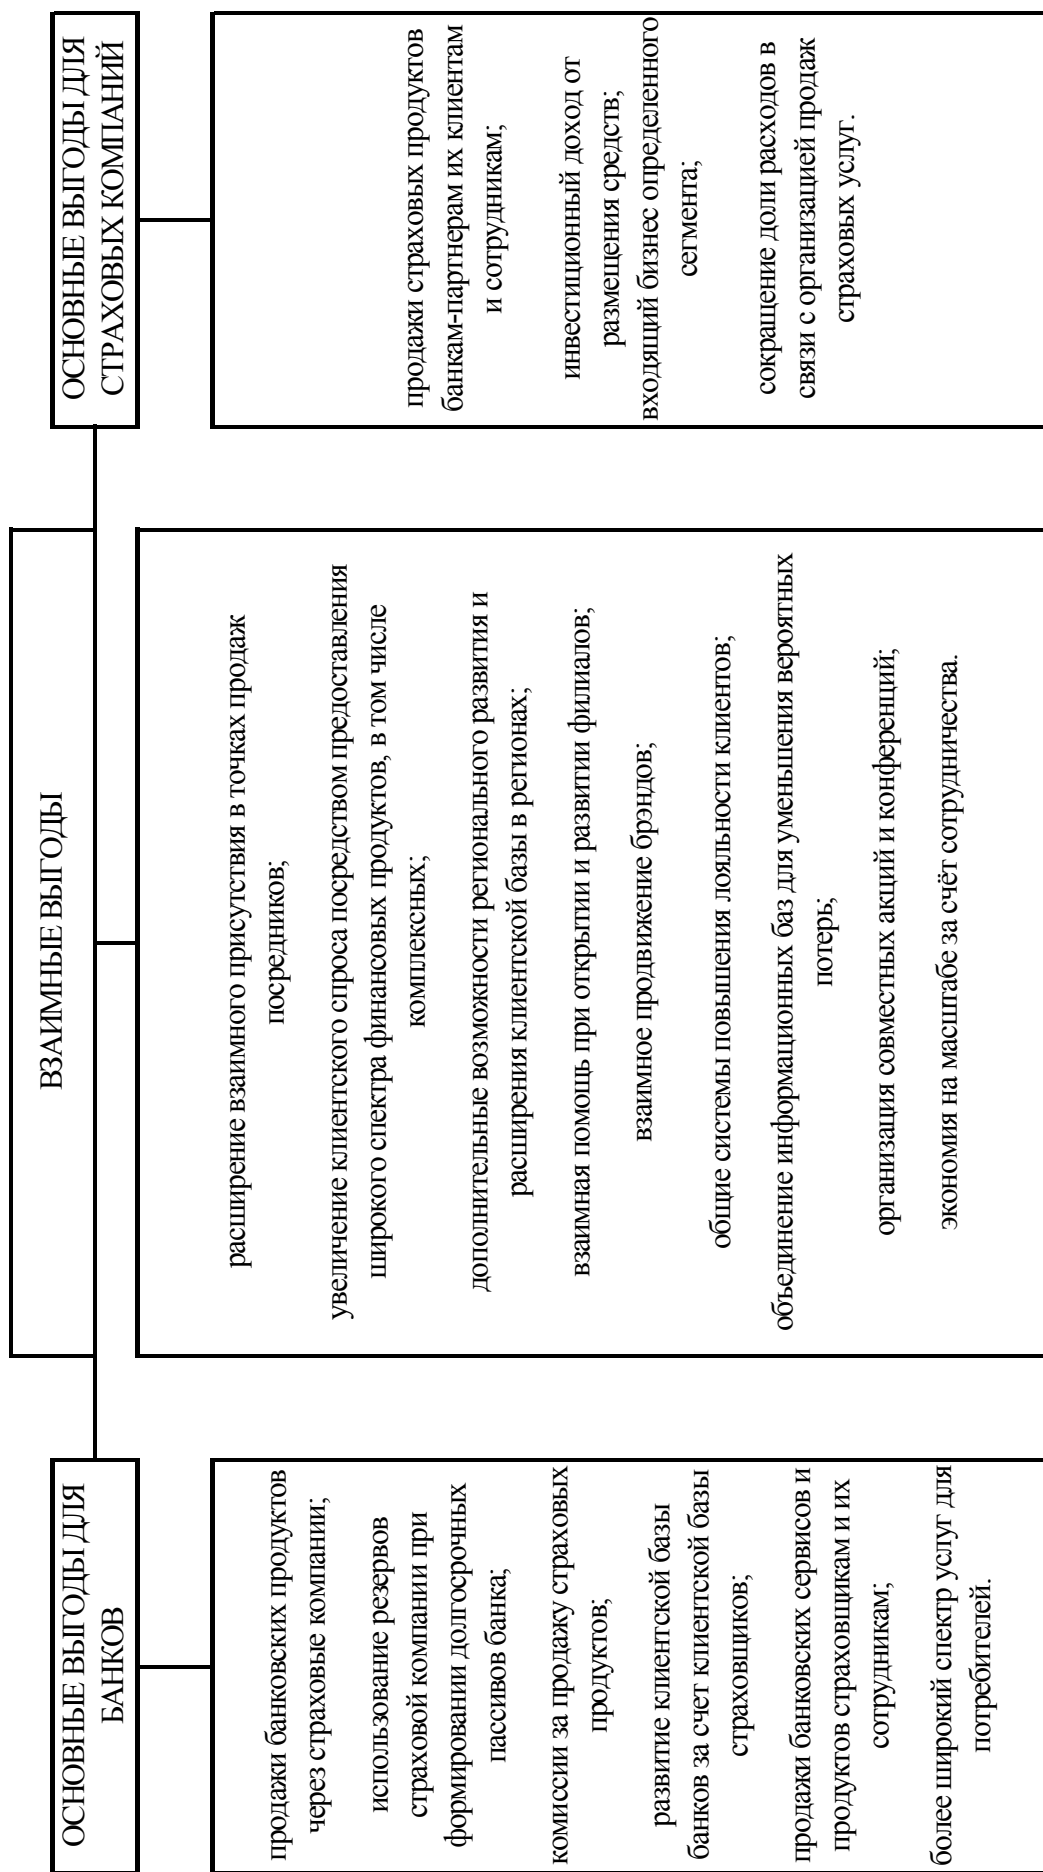 ОСНОВНЫЕ ВЫГОДЫ ДЛЯ
БАНКОВ
продажи банковских продуктов
через страховые компании;
использование резервов
страховой компании при
формировании долгосрочных
пассивов банка;
комиссии за продажу страховых
продуктов;
развитие клиентской базы
банков за счет клиентской базы
страховщиков;
продажи банковских сервисов и
продуктов страховщикам и их
сотрудникам;
более широкий спектр услуг для
потребителей.
ВЗАИМНЫЕ ВЫГОДЫ
расширение взаимного присутствия в точках продаж
посредников;
увеличение клиентского спроса посредством предоставления
широкого спектра финансовых продуктов, в том числе
комплексных;
дополнительные возможности регионального развития и
расширения клиентской базы в регионах;
взаимная помощь при открытии и развитии филиалов;
взаимное продвижение брэндов;
общие системы повышения лояльности клиентов;
объединение информационных баз для уменьшения вероятных
потерь;
организация совместных акций и конференций;
экономия на масштабе за счёт сотрудничества.
ОСНОВНЫЕ ВЫГОДЫ ДЛЯ
СТРАХОВЫХ КОМПАНИЙ
продажи страховых продуктов
банкам-партнерам их клиентам
и сотрудникам;
инвестиционный доход от
размещения средств;
входящий бизнес определенного
сегмента;
сокращение доли расходов в
связи с организацией продаж
страховых услуг.